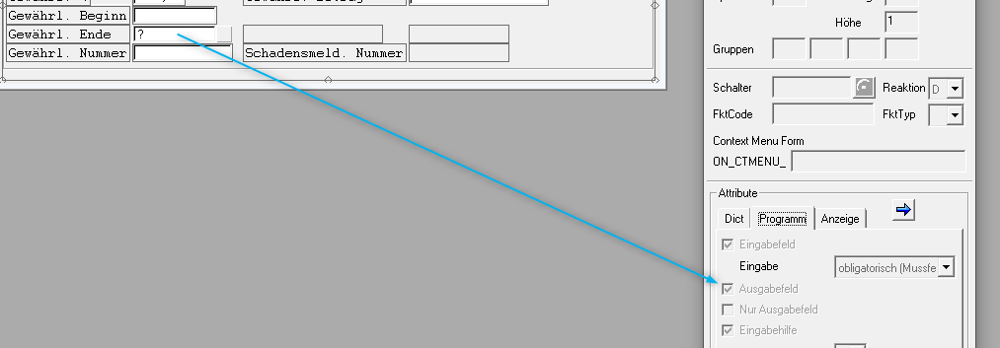 Gewährl. Beginn
Gewährl. Ende ?
Gewährl. Nummer Schadensmeld. Nummer
Höhe 1
Gruppen
Schalter Reaktion D
FktCode FktTyp
Context Menu Form
ON_CTMENU_
Attribute
Dict Programm Anzeige
Eingabefeld
Eingabe obligatorisch (Mussfe
Ausgabefeld
Nur Ausgabefeld
Eingabehilfe